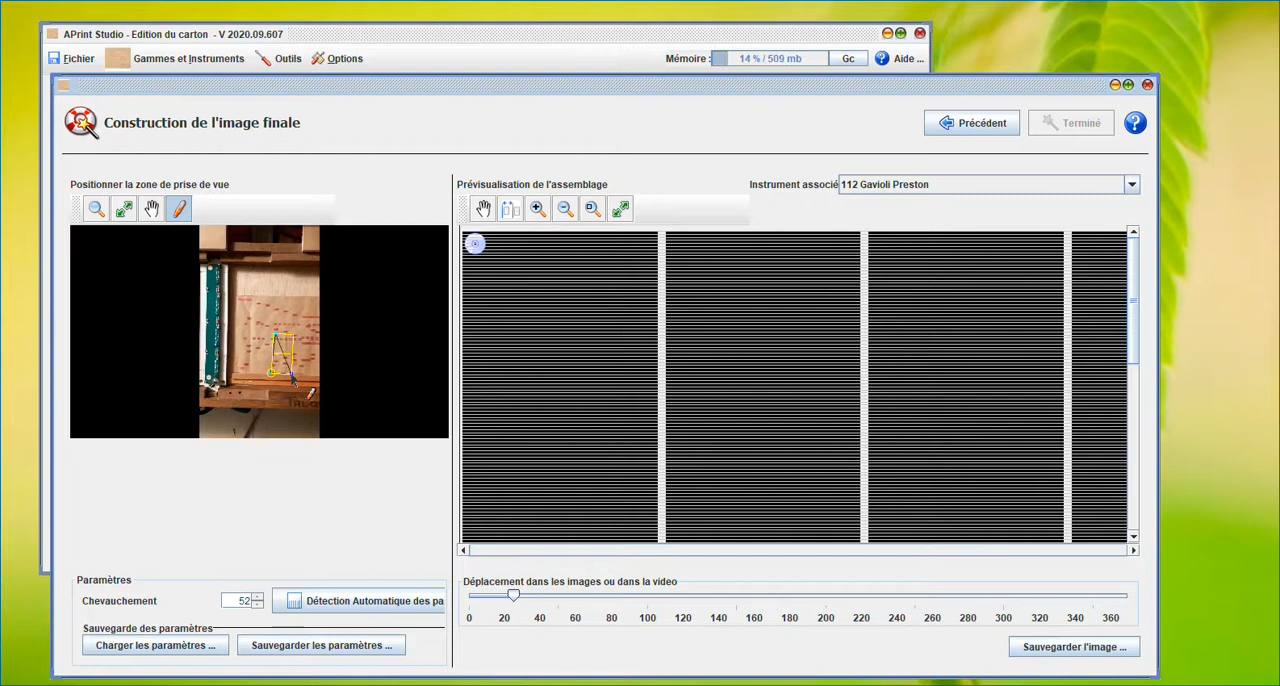 APrint Studio - Edition du carton - V 2020.09.607
Fichier Gammes et Instruments Outils Options Mémoire : 14 % / 509 mb Gc Aide ...
Construction de l'image finale
Précédent Terminé ?
Positionner la zone de prise de vue
Prévisualisation de l'assemblage
Instrument associé 112 Gavioli Preston
Paramètres
Chevauchement 52 Détection Automatique des pa
Sauvegarde des paramètres
Charger les paramètres ... Sauvegarder les paramètres ...
Déplacement dans les images ou dans la video
0 20 40 60 80 100 120 140 160 180 200 220 240 260 280 300 320 340 360
Sauvegarder l'image ...